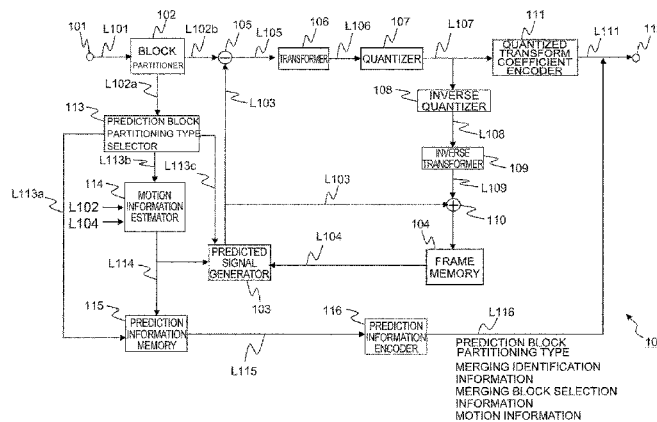 101
L101
102
L102b
105
L105
106
L106
107
L107
111
L111
BLOCK
PARTITIONER
TRANSFORMER
QUANTIZER
QUANTIZED
TRANSFORM
COEFFICIENT
ENCODER
L102a
L103
108
INVERSE
QUANTIZER
L108
113
PREDICTION BLOCK
PARTITIONING TYPE
SELECTOR
INVERSE
TRANSFORMER
109
L113b
L113c
L113a
L109
114
MOTION
INFORMATION
ESTIMATOR
L102
L104
L103
110
104
FRAME
MEMORY
L104
PREDICTED
SIGNAL
GENERATOR
103
L114
115
PREDICTION
INFORMATION
MEMORY
L115
116
PREDICTION
INFORMATION
ENCODER
L116
PREDICTION BLOCK
PARTITIONING TYPE
MERGING IDENTIFICATION
INFORMATION
MERGING BLOCK SELECTION
INFORMATION
MOTION INFORMATION